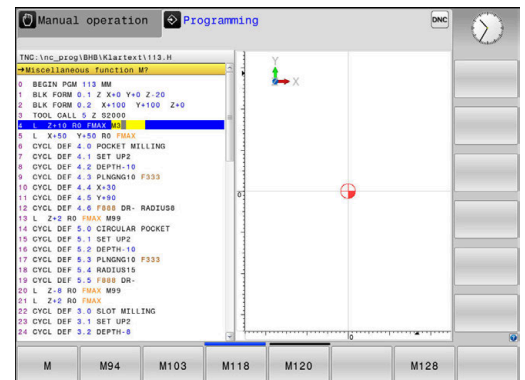 Manual operation
Programming
DNC
TNC:\nc_prog\BHB\Klartext\113.H
→Miscellaneous function M?
0 BEGIN PGM 113 MM
1 BLK FORM 0.1 Z X+0 Y+0 Z-20
2 BLK FORM 0.2 X+100 Y+100 Z+0
3 TOOL CALL 5 Z S2000
4 L Z+10 R0 FMAX M3
5 L X+50 Y+50 R0 FMAX
6 CYCL DEF 4.0 POCKET MILLING
7 CYCL DEF 4.1 SET UP2
8 CYCL DEF 4.2 DEPTH-10
9 CYCL DEF 4.3 PLNGNG10 F333
10 CYCL DEF 4.4 X+30
11 CYCL DEF 4.5 Y+90
12 CYCL DEF 4.6 F888 DR- RADIUS8
13 L Z+2 R0 FMAX M99
14 CYCL DEF 5.0 CIRCULAR POCKET
15 CYCL DEF 5.1 SET UP2
16 CYCL DEF 5.2 DEPTH-10
17 CYCL DEF 5.3 PLNGNG10 F333
18 CYCL DEF 5.4 RADIUS15
19 CYCL DEF 5.5 F888 DR-
20 L Z-8 R0 FMAX M99
21 L Z+2 R0 FMAX
22 CYCL DEF 3.0 SLOT MILLING
23 CYCL DEF 3.1 SET UP2
24 CYCL DEF 3.2 DEPTH-8
Y
X
0
0
M
M94
M103
M118
M120
M128